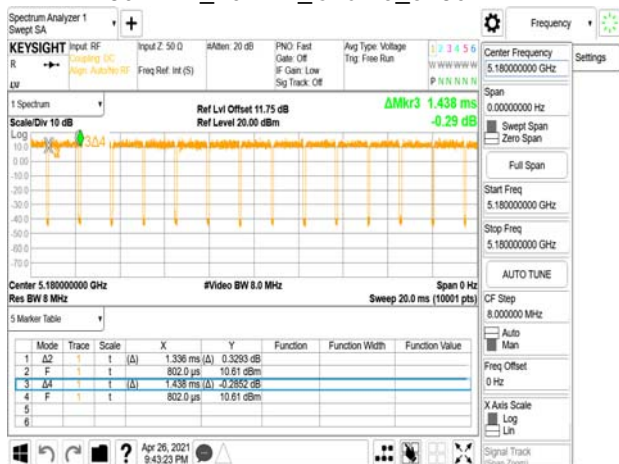 Spectrum Analyzer 1
Swept SA
Frequency
KEYSIGHT
R
Input: RF
Coupling: DC
Align: Auto/No RF
Input Z: 50 Ω
Freq Ref: Int (S)
#Atten: 20 dB
PNO: Fast
Gate: Off
IF Gain: Low
Sig Track: Off
Avg Type: Voltage
Trig: Free Run
1 2 3 4 5 6
W W W W W W
P N N N N N
Center Frequency
5.180000000 GHz
Settings
1 Spectrum
Scale/Div 10 dB
Log
Ref Lvl Offset 11.75 dB
Ref Level 20.00 dBm
ΔMkr3 1.438 ms
-0.29 dB
Span
0.00000000 Hz
Swept Span
Zero Span
Full Span
3Δ4
10.0
0.00
-10.0
-20.0
-30.0
-40.0
-50.0
-60.0
-70.0
Start Freq
5.180000000 GHz
Stop Freq
5.180000000 GHz
AUTO TUNE
Center 5.180000000 GHz
Res BW 8 MHz
#Video BW 8.0 MHz
Span 0 Hz
Sweep 20.0 ms (10001 pts)
CF Step
8.000000 MHz
Auto
Man
5 Marker Table
Mode Trace Scale X Y Function Function Width Function Value
1 Δ2 1 t (Δ) 1.336 ms (Δ) 0.3293 dB
2 F 1 t 802.0 µs 10.61 dBm
3 Δ4 1 t (Δ) 1.438 ms (Δ) -0.2852 dB
4 F 1 t 802.0 µs 10.61 dBm
5
6
Freq Offset
0 Hz
X Axis Scale
Log
Lin
Signal Track
(Span Zoom)
?
Apr 26, 2021
9:43:23 PM